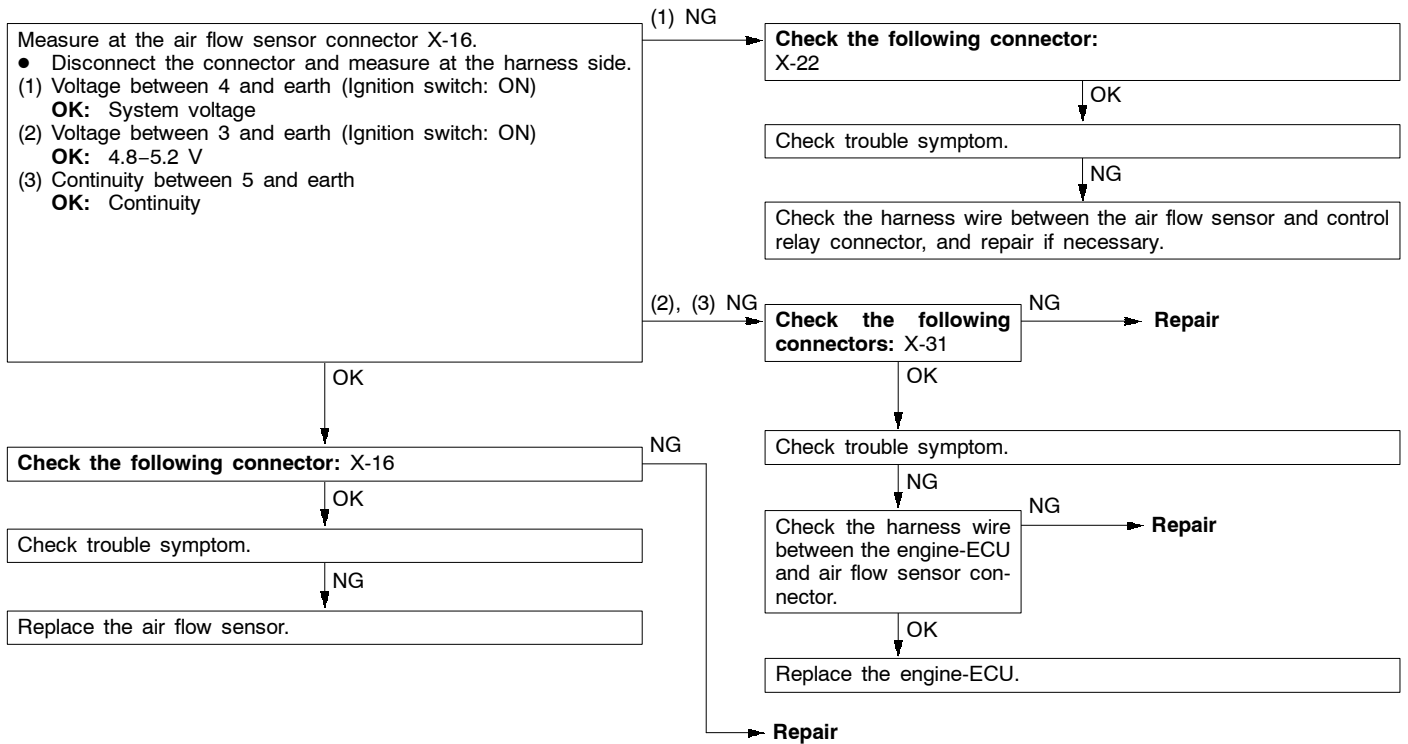 Measure at the air flow sensor connector X-16.
● Disconnect the connector and measure at the harness side.
(1) Voltage between 4 and earth (Ignition switch: ON)
OK: System voltage
(2) Voltage between 3 and earth (Ignition switch: ON)
OK: 4.8–5.2 V
(3) Continuity between 5 and earth
OK: Continuity
(1) NG
Check the following connector:
X-22
OK
Check trouble symptom.
NG
Check the harness wire between the air flow sensor and control
relay connector, and repair if necessary.
(2), (3) NG
Check the following
connectors: X-31
NG
Repair
OK
Check trouble symptom.
NG
Check the harness wire
between the engine-ECU
and air flow sensor con-
nector.
NG
Repair
OK
Replace the engine-ECU.
OK
Check the following connector: X-16
NG
OK
Check trouble symptom.
NG
Replace the air flow sensor.
Repair